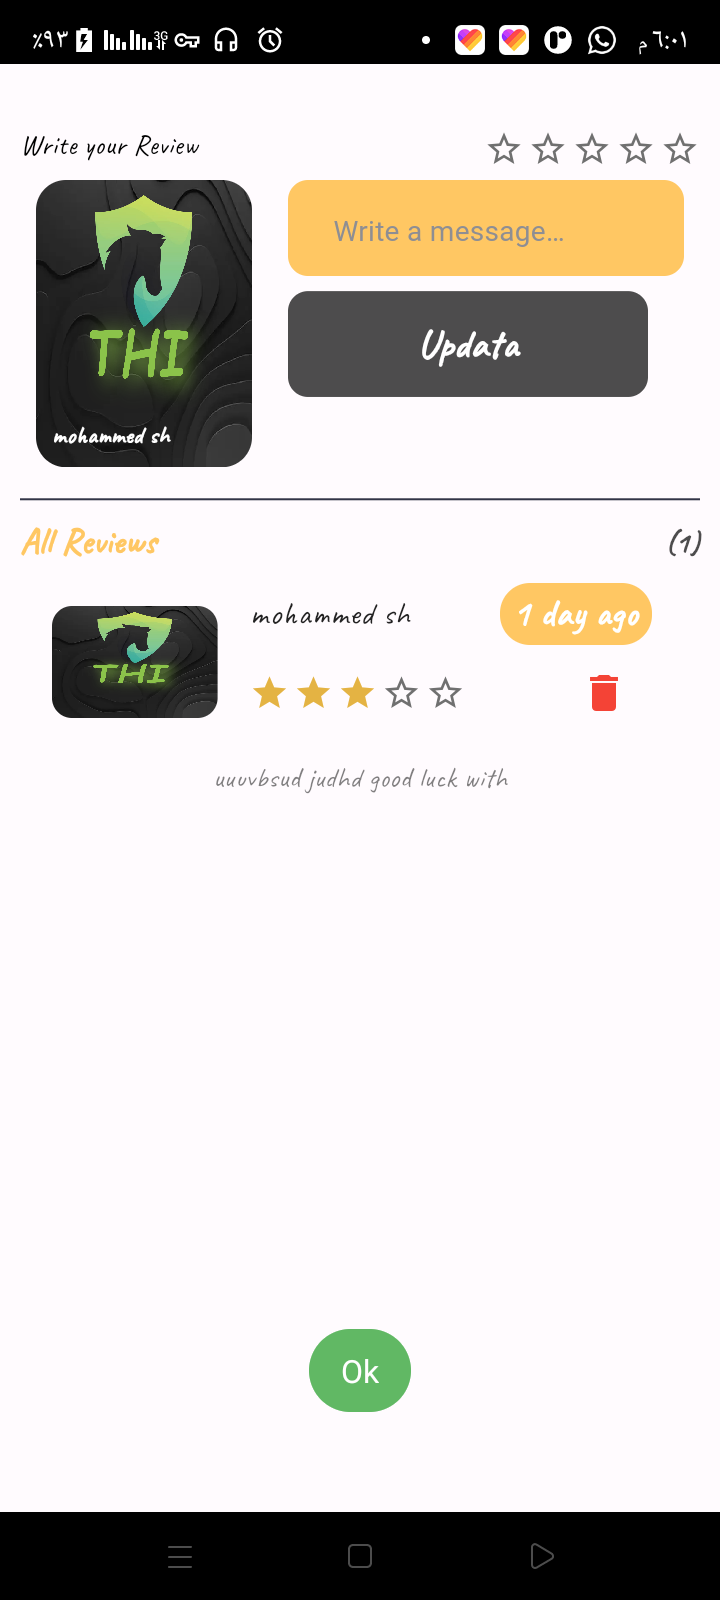 ٪٩٣ 3G ٦:٠١ م
Write your Review
THI
mohammed sh
Write a message...
Updata
All Reviews (1)
THI
mohammed sh 1 day ago
uuuvbsud judhd good luck with
Ok